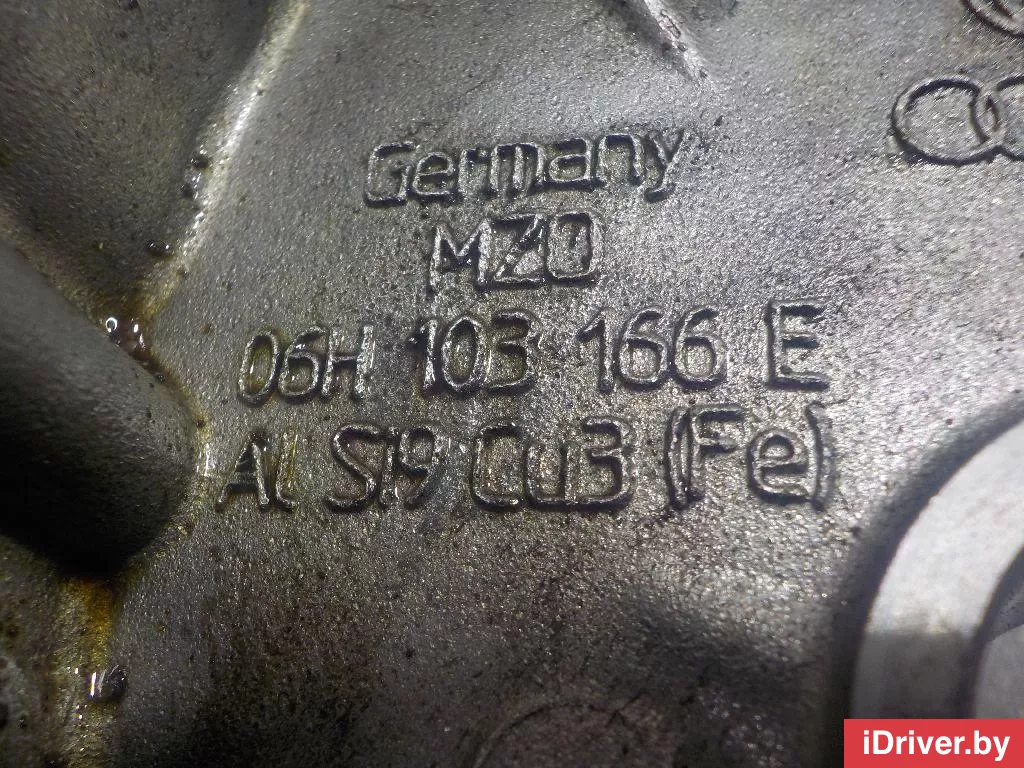 Germany
MZ0
06H 103 166 E
Al Si9 Cu3 (Fe)
iDriver.by